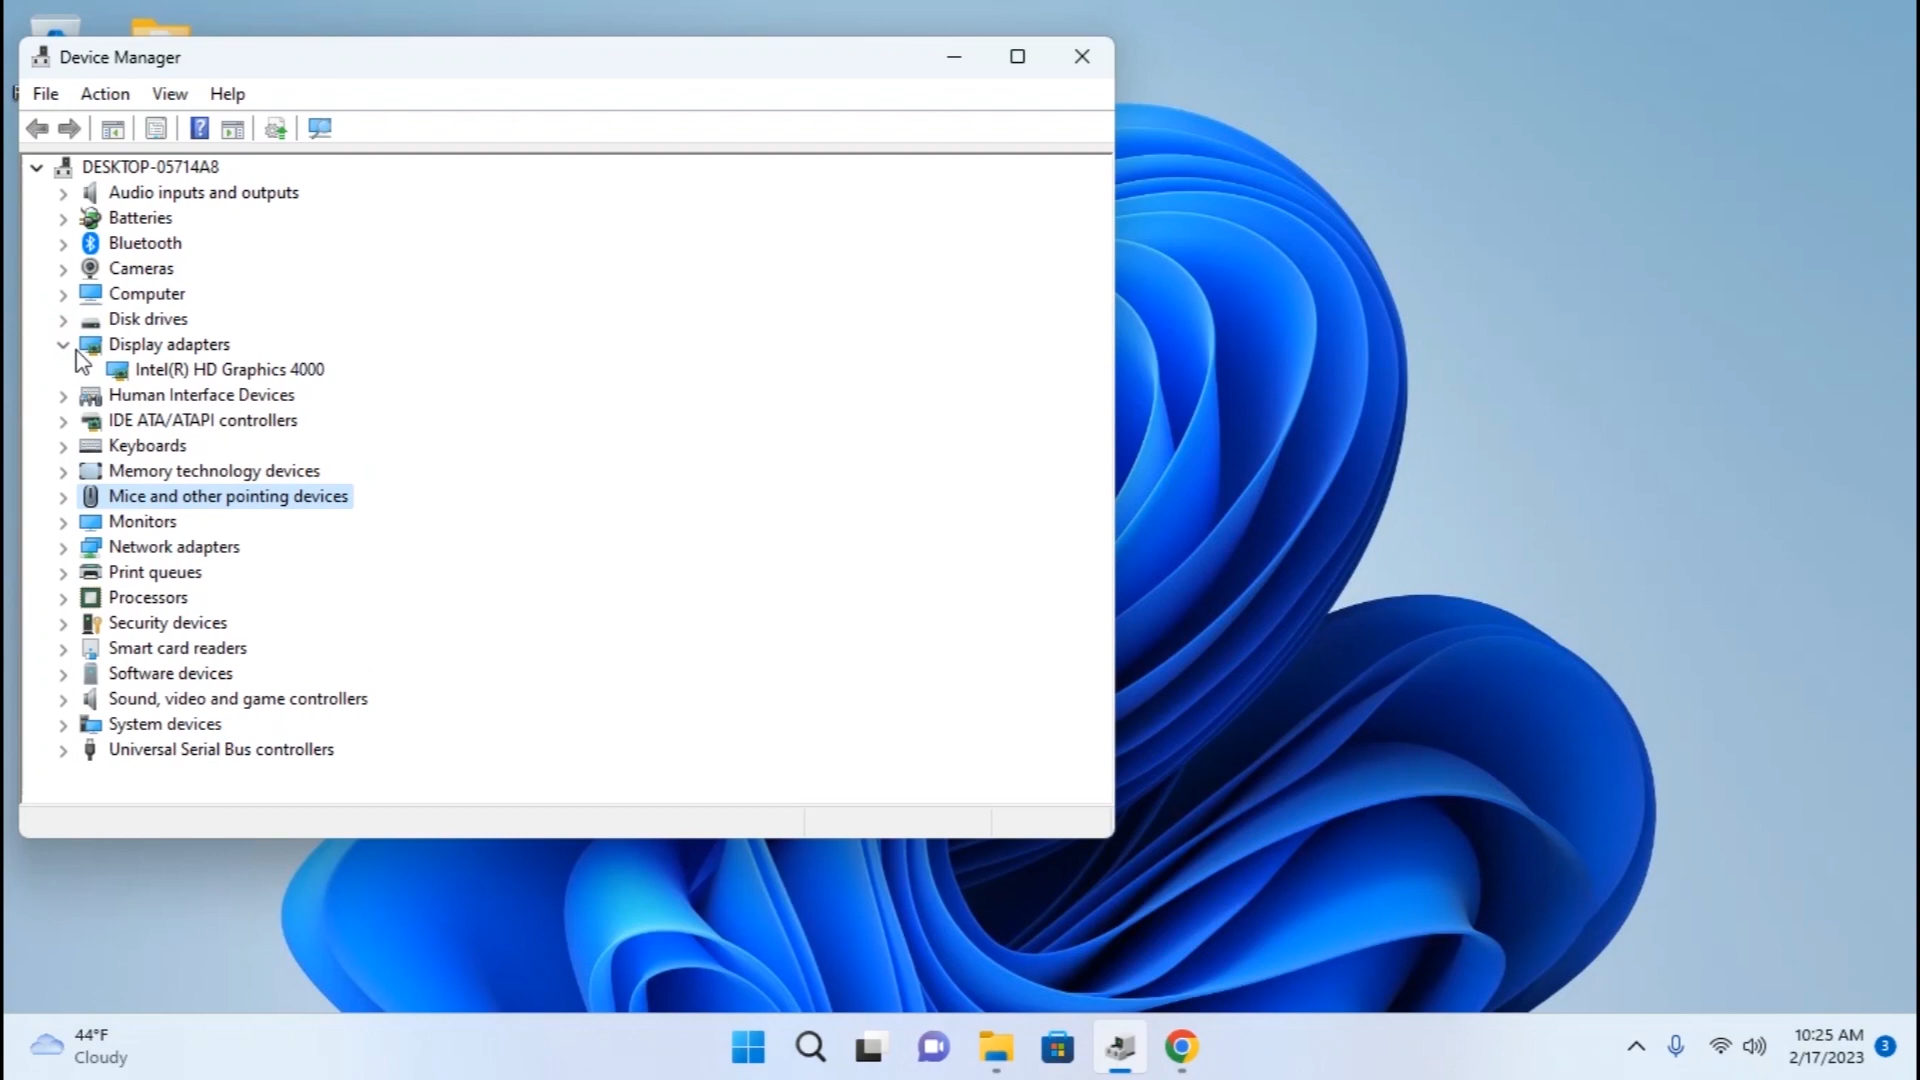 Device Manager
File Action View Help
DESKTOP-05714A8
Audio inputs and outputs
Batteries
Bluetooth
Cameras
Computer
Disk drives
Display adapters
Intel(R) HD Graphics 4000
Human Interface Devices
IDE ATA/ATAPI controllers
Keyboards
Memory technology devices
Mice and other pointing devices
Monitors
Network adapters
Print queues
Processors
Security devices
Smart card readers
Software devices
Sound, video and game controllers
System devices
Universal Serial Bus controllers
44°F
Cloudy
10:25 AM
2/17/2023
3